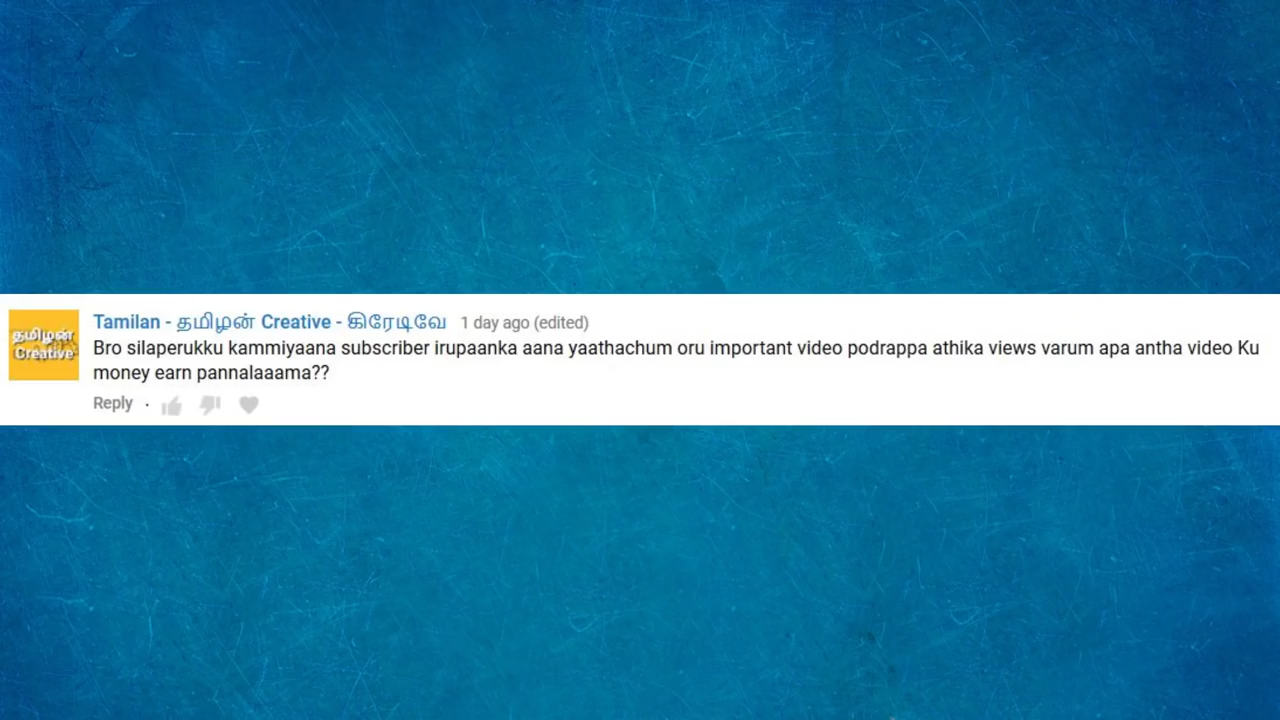 தமிழன்
Creative
Tamilan - தமிழன் Creative - கிரேடிவே 1 day ago (edited)
Bro silaperukku kammiyaana subscriber irupaanka aana yaathachum oru important video podrappa athika views varum apa antha video Ku
money earn pannalaaama??
Reply ·